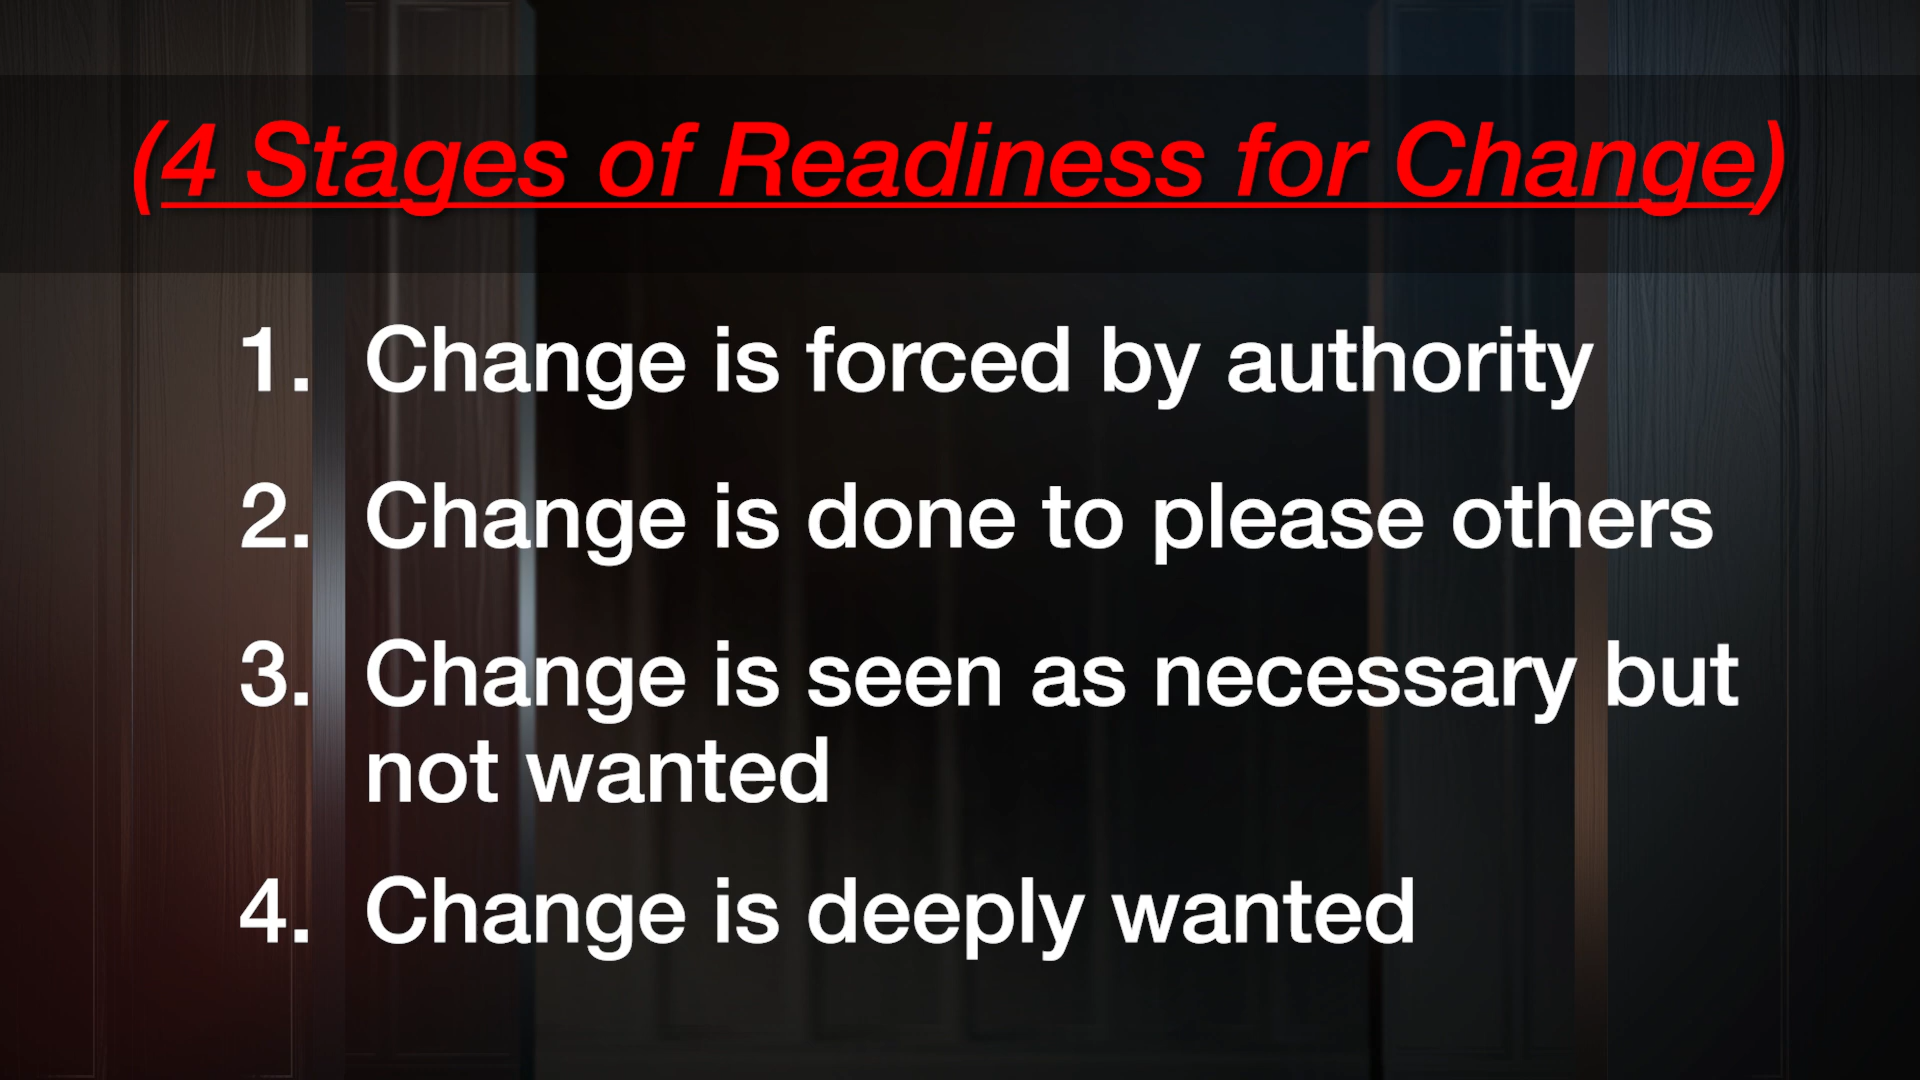 (4 Stages of Readiness for Change)
1. Change is forced by authority
2. Change is done to please others
3. Change is seen as necessary but
not wanted
4. Change is deeply wanted